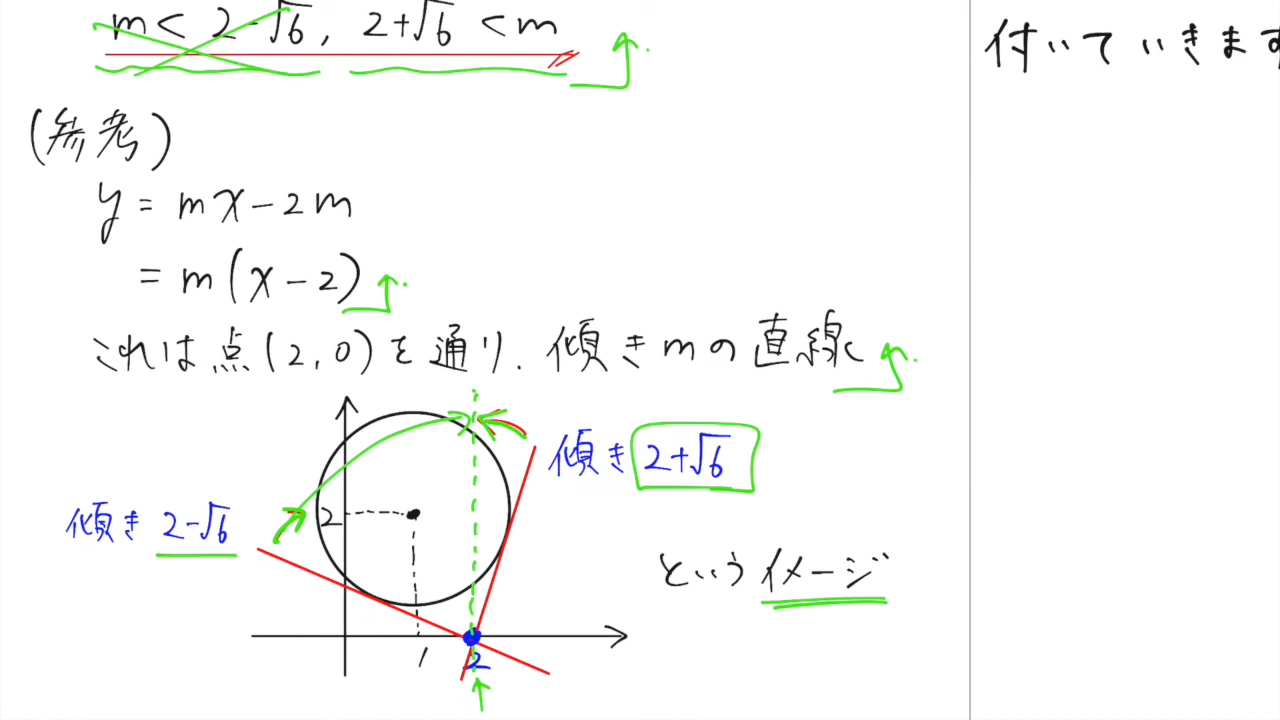 m < 2-√6, 2+√6 < m
付いていきます
(参考)
y = mx-2m
= m(x-2)
これは点(2,0)を通り、傾きmの直線
傾き 2+√6
傾き 2-√6
2
というイメージ
1
2